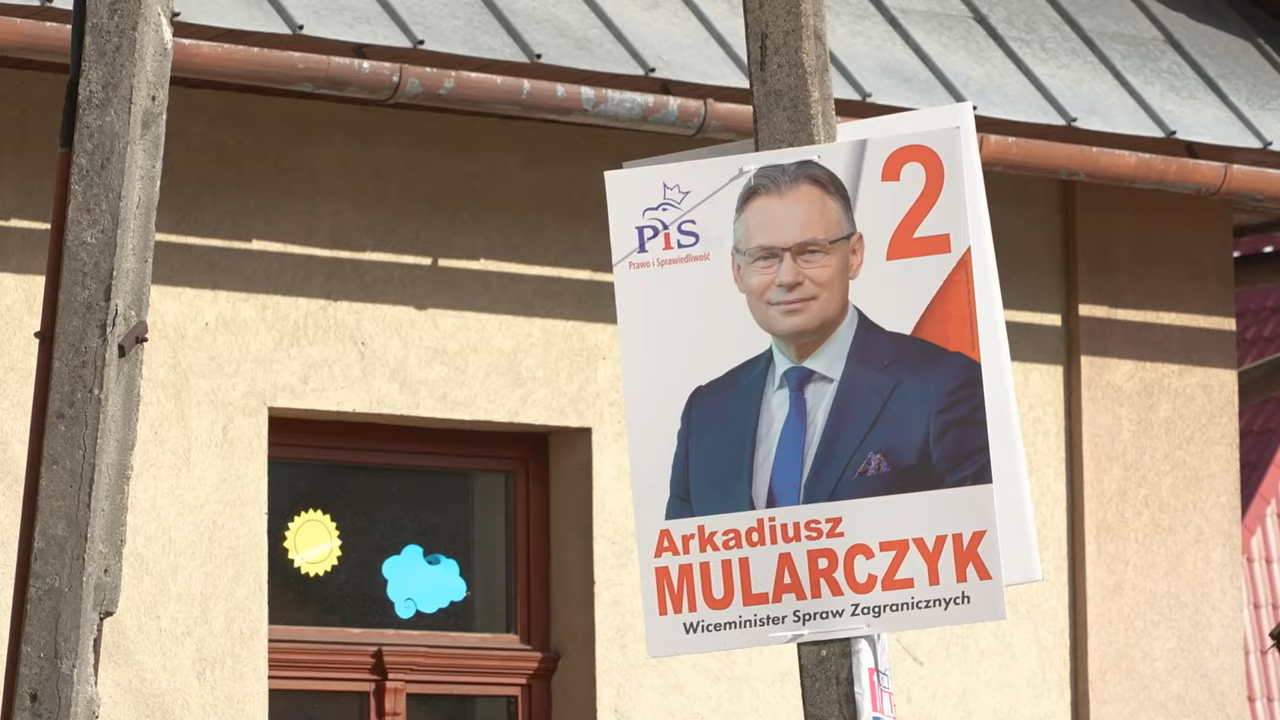 PiS
Prawo i Sprawiedliwość
2
Arkadiusz
MULARCZYK
Wiceminister Spraw Zagranicznych